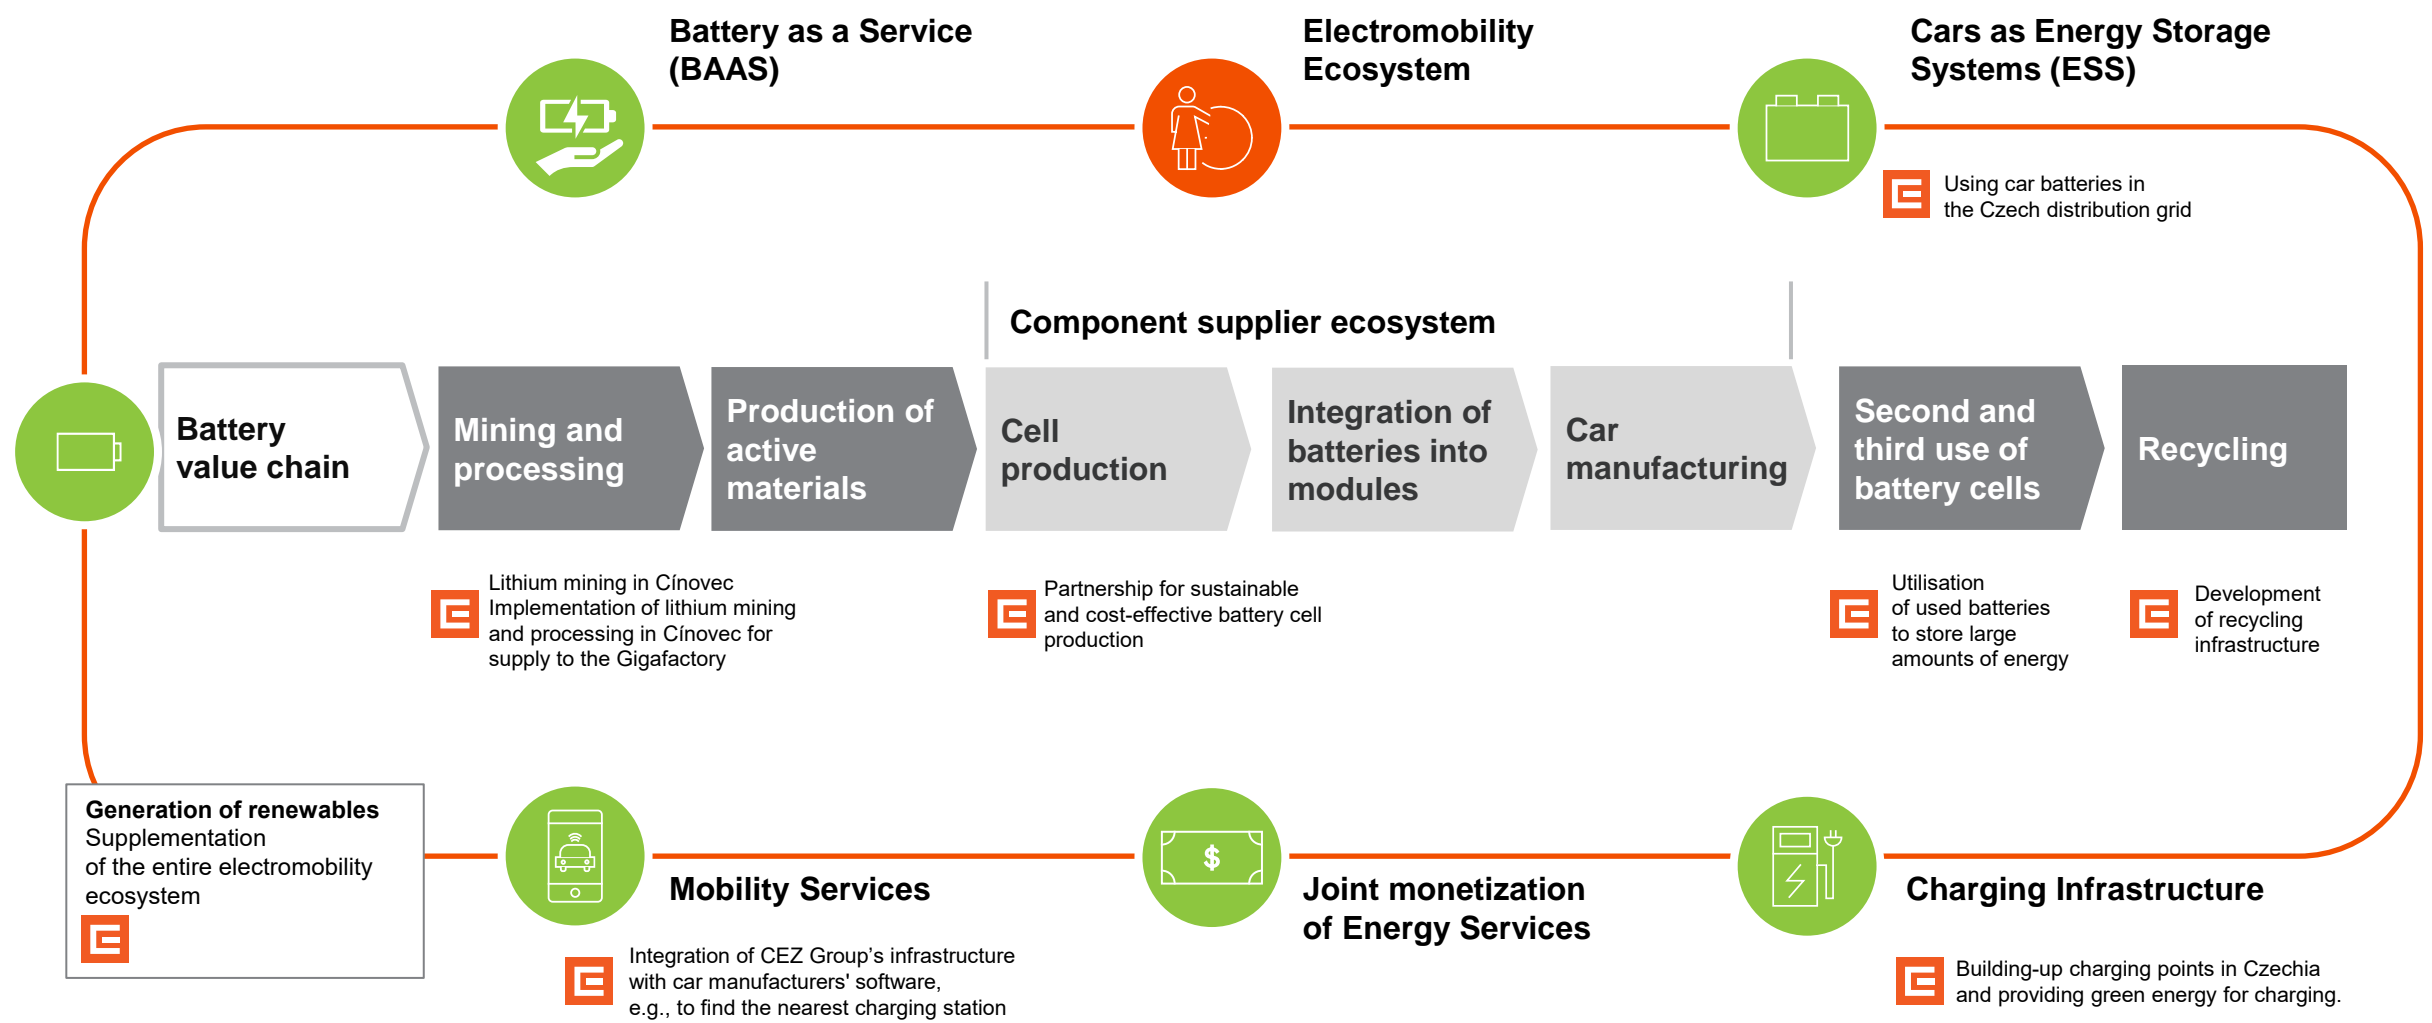 Battery as a Service
(BAAS)
Electromobility
Ecosystem
Cars as Energy Storage
Systems (ESS)
Using car batteries in
the Czech distribution grid
Component supplier ecosystem
Battery
value chain
Mining and
processing
Production of
active
materials
Cell
production
Integration of
batteries into
modules
Car
manufacturing
Second and
third use of
battery cells
Recycling
Lithium mining in Cínovec
Implementation of lithium mining
and processing in Cínovec for
supply to the Gigafactory
Partnership for sustainable
and cost-effective battery cell
production
Utilisation
of used batteries
to store large
amounts of energy
Development
of recycling
infrastructure
Generation of renewables
Supplementation
of the entire electromobility
ecosystem
Mobility Services
Integration of CEZ Group’s infrastructure
with car manufacturers' software,
e.g., to find the nearest charging station
$
Joint monetization
of Energy Services
Charging Infrastructure
Building-up charging points in Czechia
and providing green energy for charging.